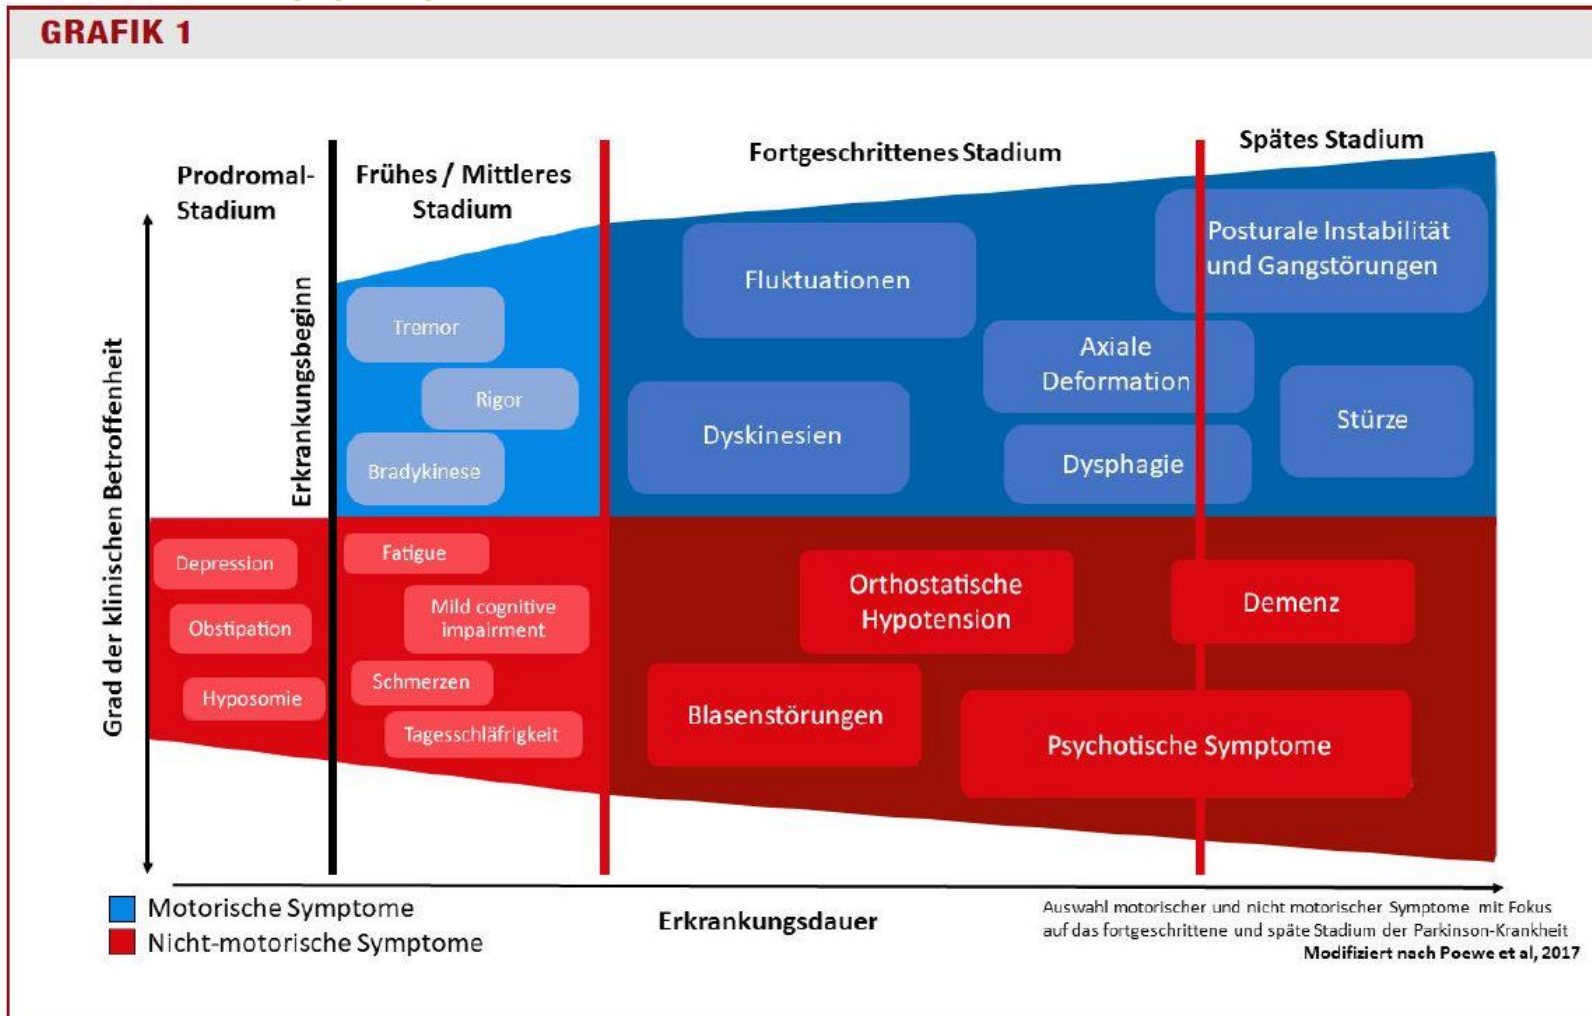 GRAFIK 1
Prodromal-
Stadium
Frühes / Mittleres
Stadium
Fortgeschrittenes Stadium
Spätes Stadium
Grad der klinischen Betroffenheit
Erkrankungsbeginn
Tremor
Rigor
Bradykinese
Fluktuationen
Dyskinesien
Posturale Instabilität
und Gangstörungen
Axiale
Deformation
Dysphagie
Stürze
Depression
Obstipation
Hyposomie
Fatigue
Mild cognitive
impairment
Schmerzen
Tagesschläfrigkeit
Orthostatische
Hypotension
Blasenstörungen
Demenz
Psychotische Symptome
Motorische Symptome
Nicht-motorische Symptome
Erkrankungsdauer
Auswahl motorischer und nicht motorischer Symptome mit Fokus
auf das fortgeschrittene und späte Stadium der Parkinson-Krankheit
Modifiziert nach Poewe et al, 2017